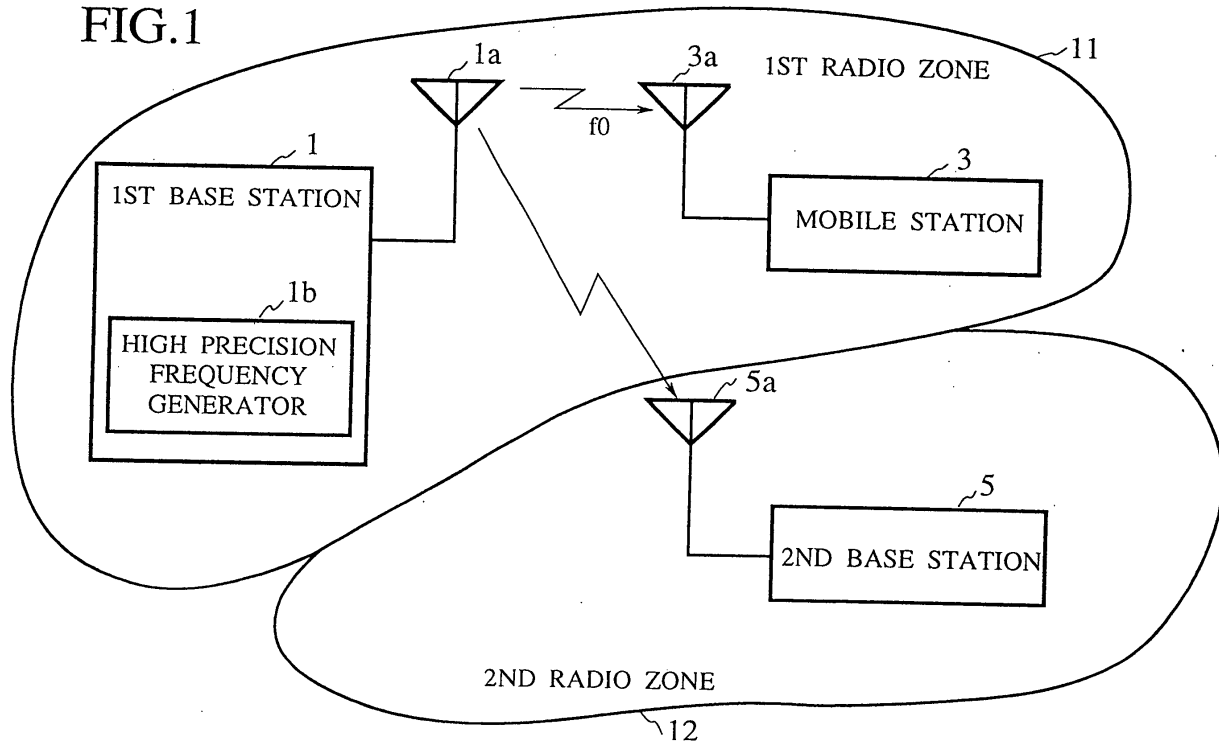 FIG.1
1a
3a
1ST RADIO ZONE
11
f0
1
1ST BASE STATION
3
MOBILE STATION
1b
HIGH PRECISION
FREQUENCY
GENERATOR
5a
5
2ND BASE STATION
2ND RADIO ZONE
12